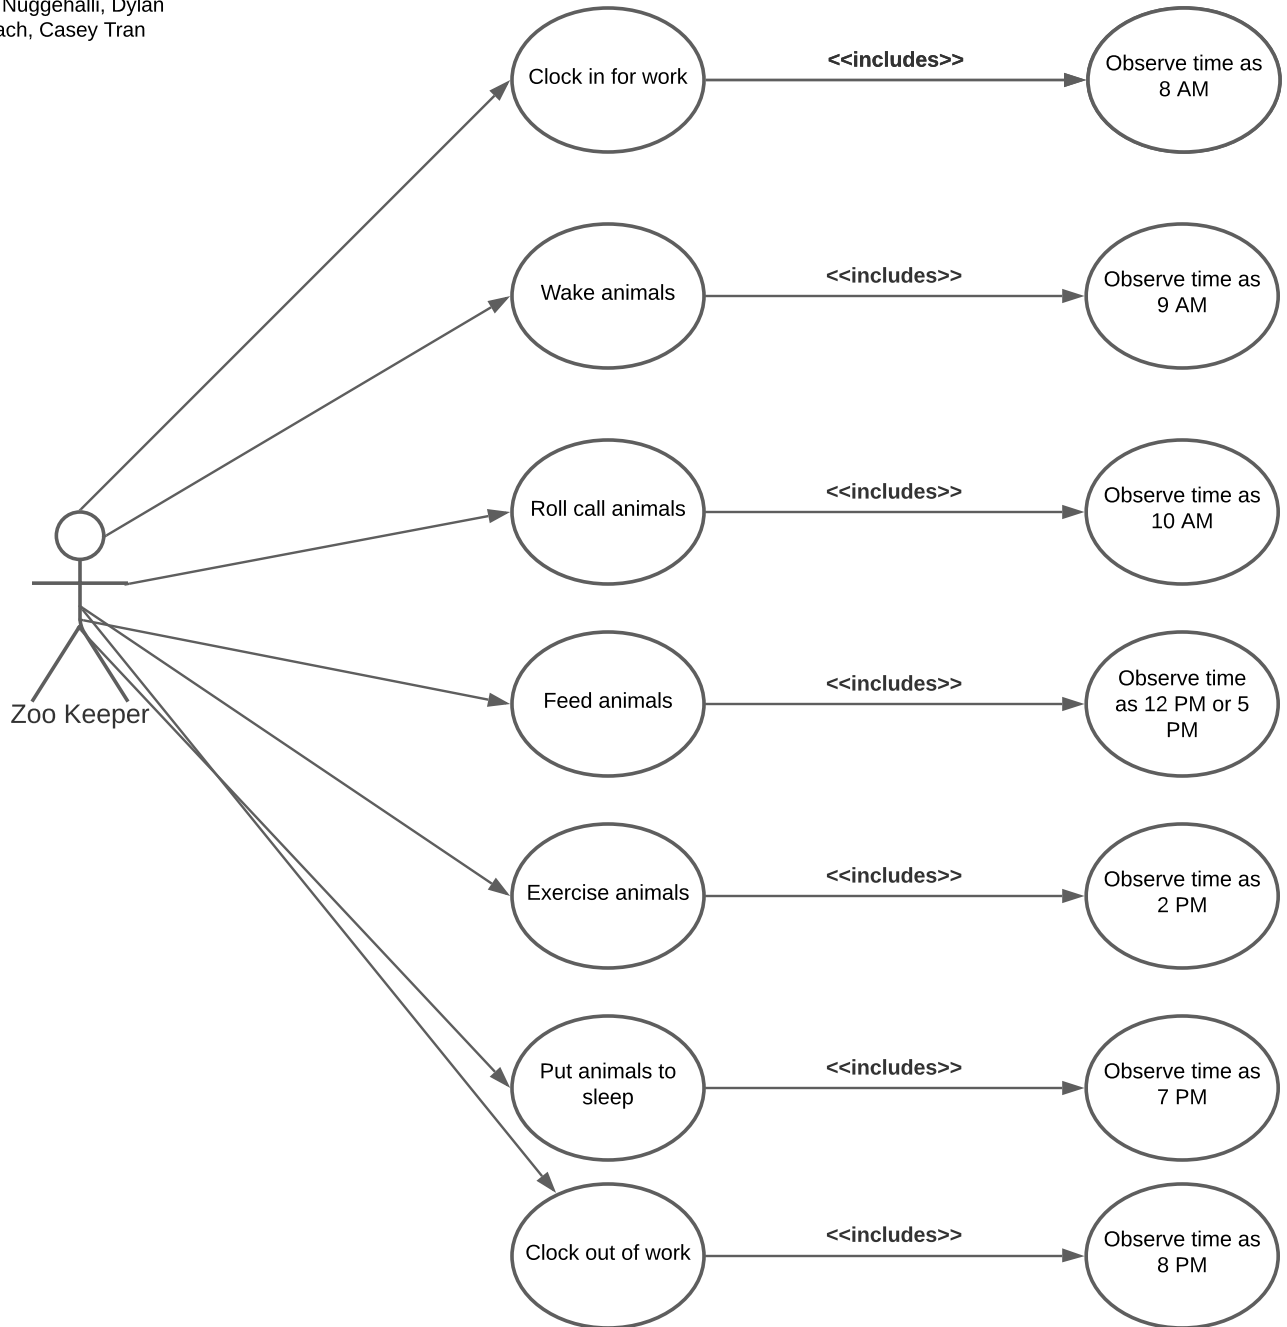 Nuggehalli, Dylan
Casey Tran
Clock in for work
<<includes>>
Observe time as
8 AM
Wake animals
<<includes>>
Observe time as
9 AM
Roll call animals
<<includes>>
Observe time as
10 AM
Zoo Keeper
Feed animals
<<includes>>
Observe time
as 12 PM or 5
PM
Exercise animals
<<includes>>
Observe time as
2 PM
Put animals to
sleep
<<includes>>
Observe time as
7 PM
Clock out of work
<<includes>>
Observe time as
8 PM